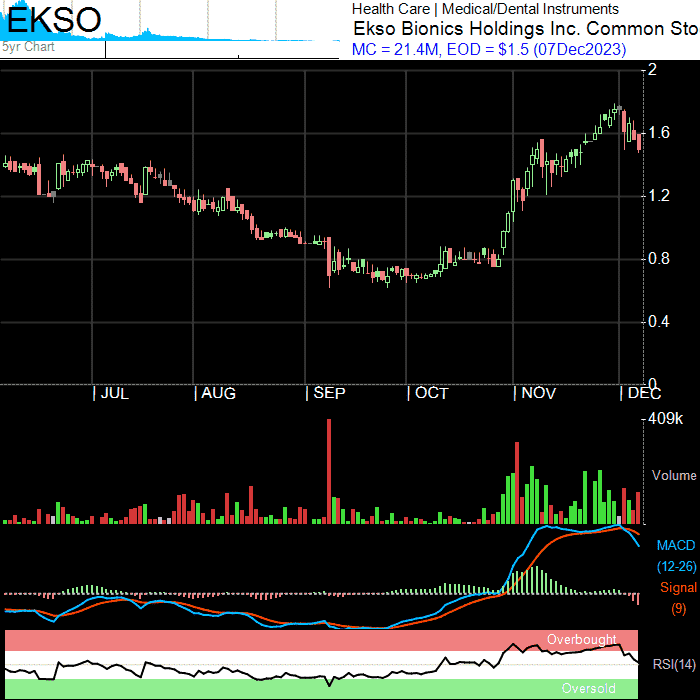 EKSO
5yr Chart
Health Care | Medical/Dental Instruments
Ekso Bionics Holdings Inc. Common Sto
MC = 21.4M, EOD = $1.5 (07Dec2023)
2
1.6
1.2
0.8
0.4
0
JUL AUG SEP OCT NOV DEC
409k
Volume
MACD
(12-26)
Signal
(9)
Overbought
RSI(14)
Oversold